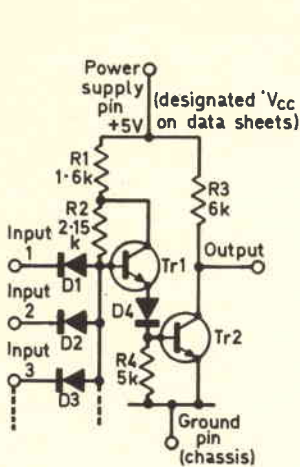 Power
supply
pin
+5V
(designated 'Vcc
on data sheets)
R1
1·6k
R3
6k
R2
2·15
k
Input
1
D1
Tr1
Output
Input
2
D2
D4
Tr2
Input
3
D3
R4
5k
Ground
pin
(chassis)